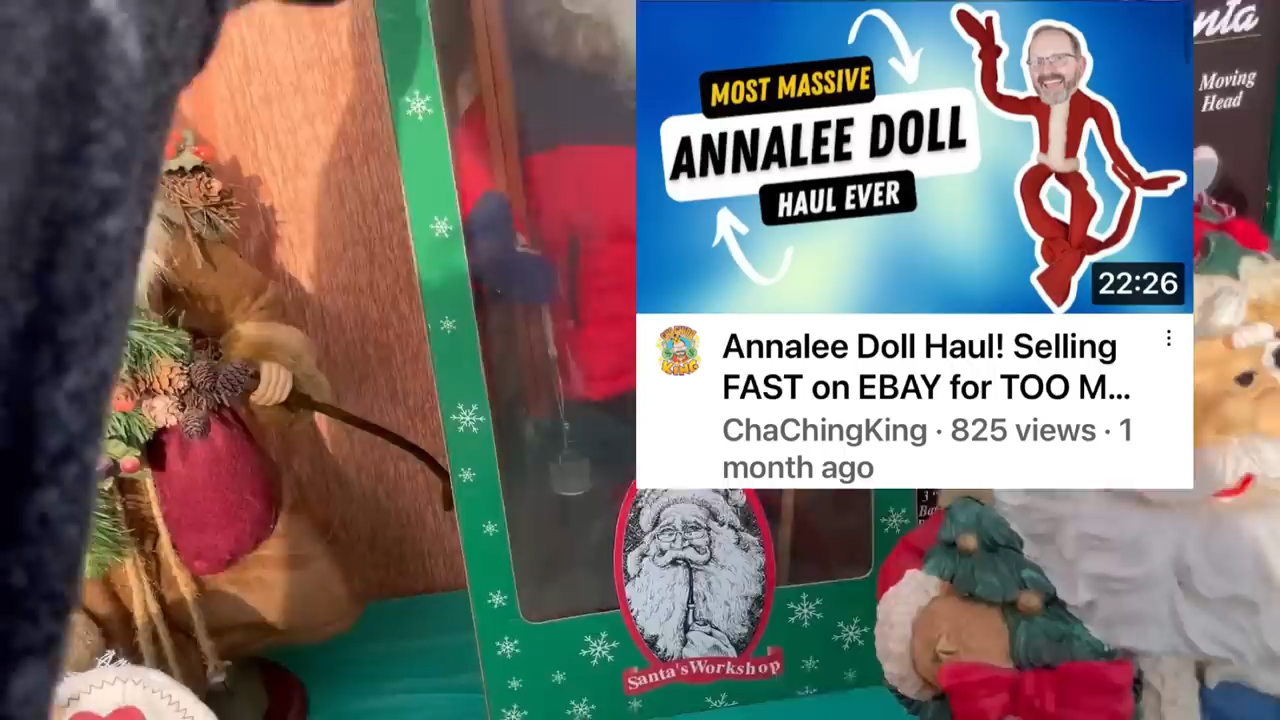 MOST MASSIVE
ANNALEE DOLL
HAUL EVER
22:26
Annalee Doll Haul! Selling
FAST on EBAY for TOO M...
ChaChingKing · 825 views · 1
month ago
Moving
Head
Santa's Workshop